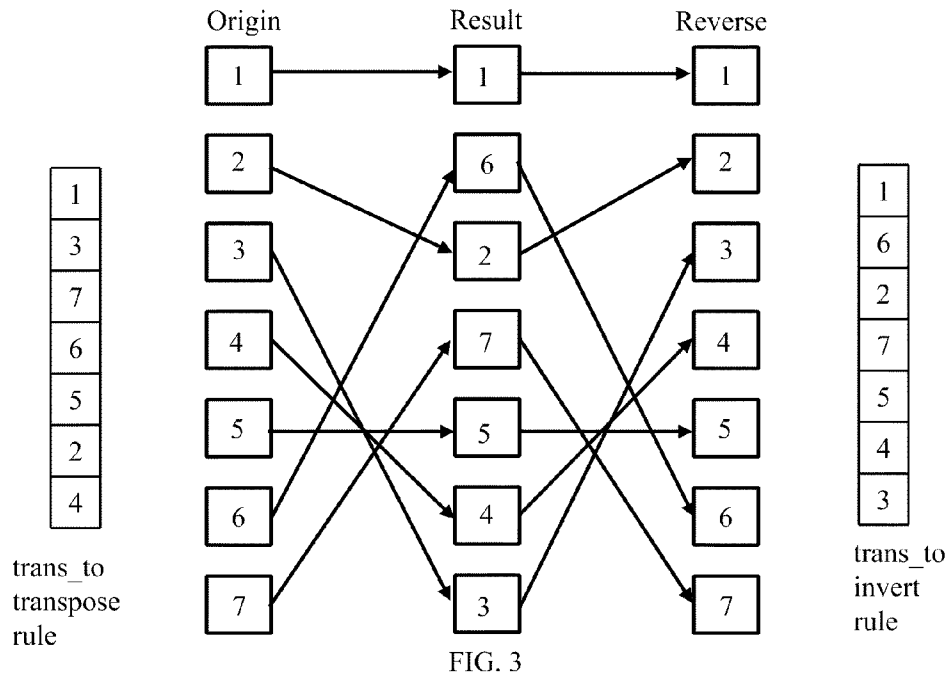 Origin Result Reverse
1 1 1
2 6 2
1 1
3 6
3 2 3
7 2
4 7 4
6 7
5 5 5
5 5
2 4
6 4 6
4 3
7 3 7
trans_to
transpose
rule
trans_to
invert
rule
FIG. 3